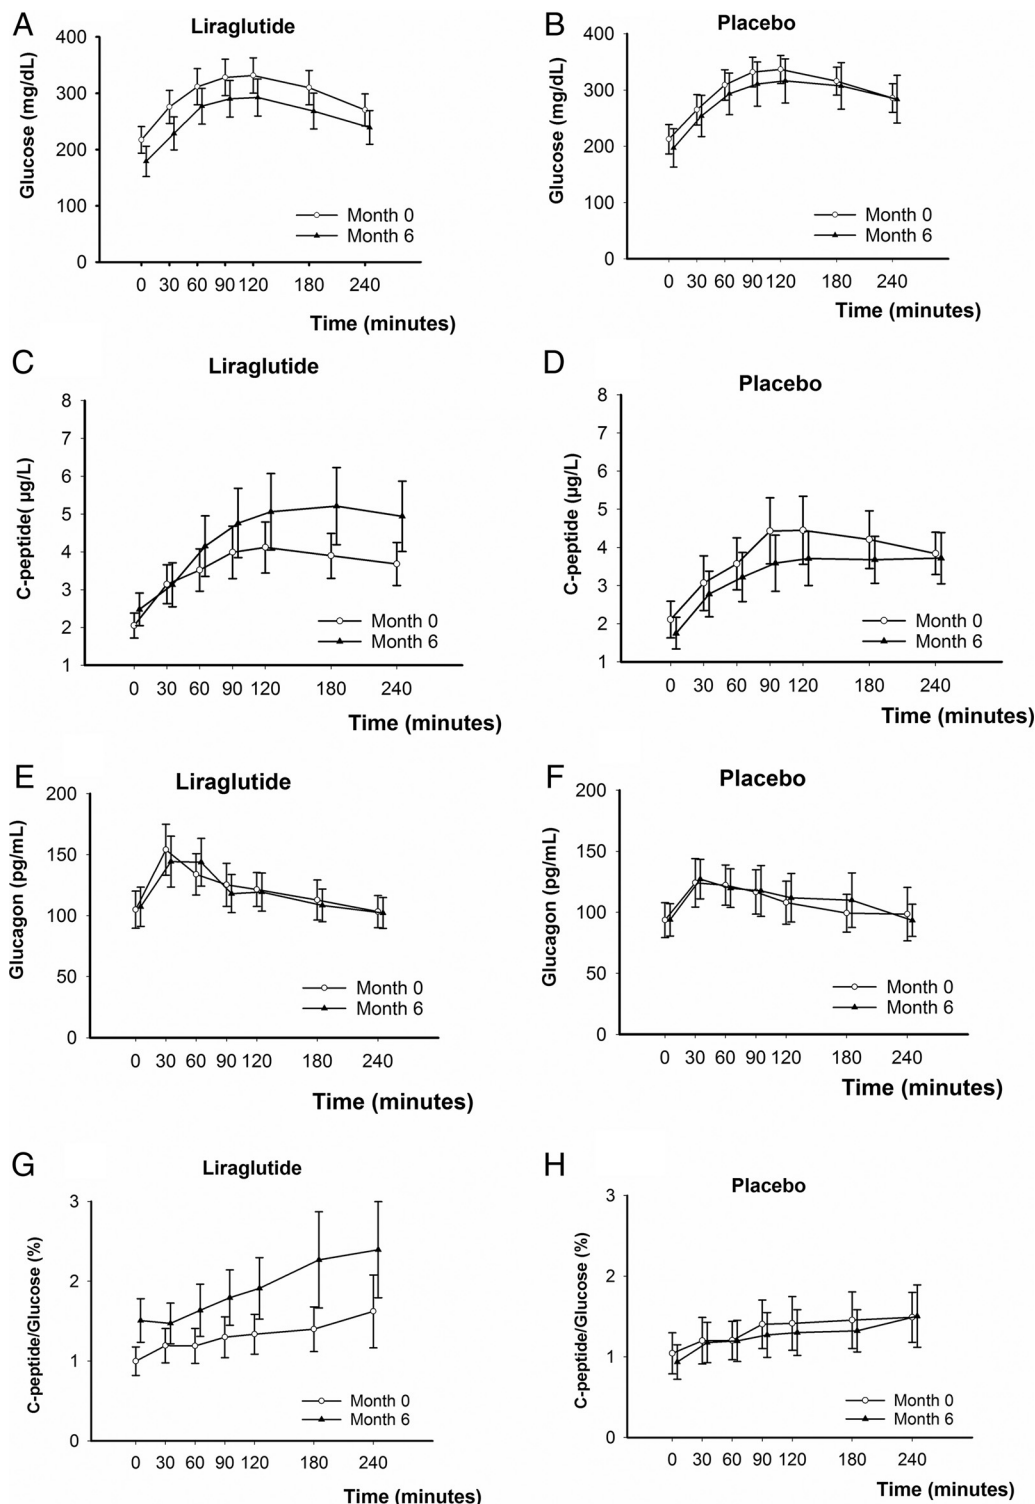 A
Liraglutide
Glucose (mg/dL)
400
300
200
100
0
Month 0
Month 6
0 30 60 90 120 180 240
Time (minutes)
B
Placebo
Glucose (mg/dL)
400
300
200
100
0
Month 0
Month 6
0 30 60 90 120 180 240
Time (minutes)
C
Liraglutide
C-peptide( µg/L)
8
7
6
5
4
3
2
1
Month 0
Month 6
0 30 60 90 120 180 240
Time (minutes)
D
Placebo
C-peptide (µg/L)
8
7
6
5
4
3
2
1
Month 0
Month 6
0 30 60 90 120 180 240
Time (minutes)
E
Liraglutide
Glucagon (pg/mL)
200
150
100
50
0
Month 0
Month 6
0 30 60 90 120 180 240
Time (minutes)
F
Placebo
Glucagon (pg/mL)
200
150
100
50
0
Month 0
Month 6
0 30 60 90 120 180 240
Time (minutes)
G
Liraglutide
C-peptide/Glucose (%)
3
2
1
0
Month 0
Month 6
0 30 60 90 120 180 240
Time (minutes)
H
Placebo
C-peptide/Glucose (%)
3
2
1
0
Month 0
Month 6
0 30 60 90 120 180 240
Time (minutes)